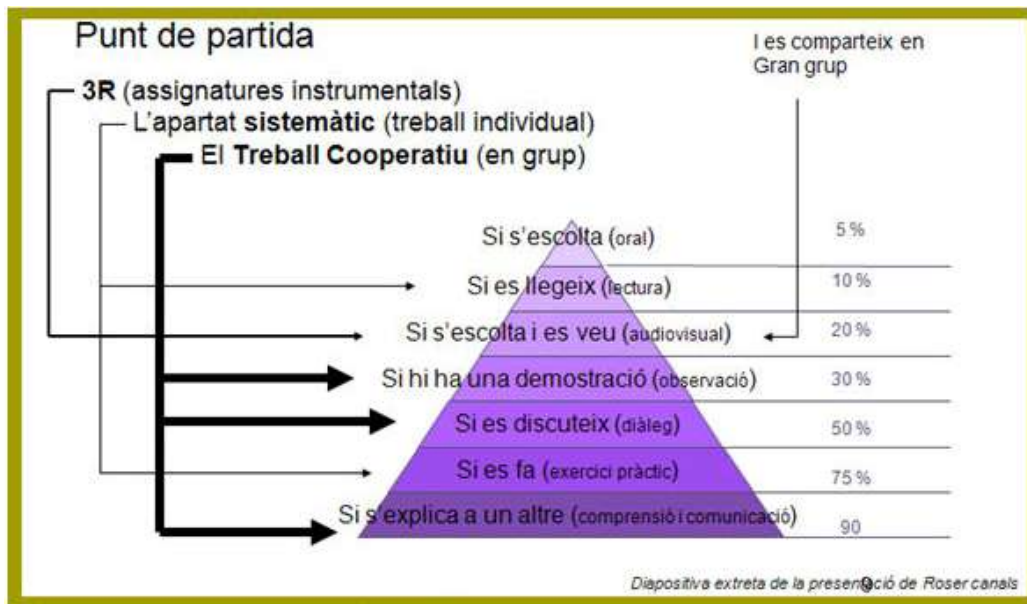 Punt de partida
I es comparteix en
Gran grup
3R (assignatures instrumentals)
L'apartat sistemàtic (treball individual)
El Treball Cooperatiu (en grup)
Si s'escolta (oral) 5 %
Si es llegeix (lectura) 10 %
Si s'escolta i es veu (audiovisual) 20 %
Si hi ha una demostració (observació) 30 %
Si es discuteix (diàleg) 50 %
Si es fa (exercici pràctic) 75 %
Si s'explica a un altre (comprensió i comunicació) 90
Diapositiva extreta de la de Roser canals